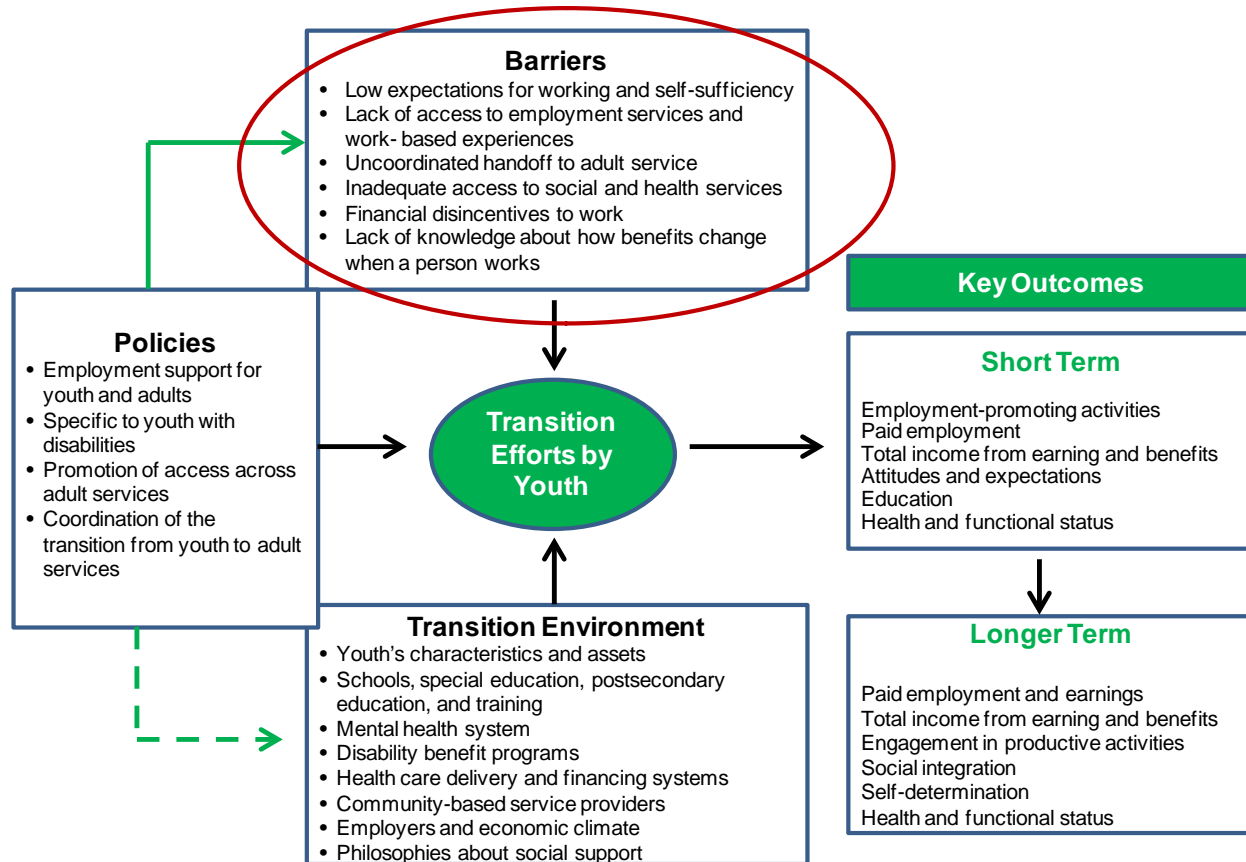 Barriers
• Low expectations for working and self-sufficiency
• Lack of access to employment services and
work- based experiences
• Uncoordinated handoff to adult service
• Inadequate access to social and health services
• Financial disincentives to work
• Lack of knowledge about how benefits change
when a person works
Policies
• Employment support for
youth and adults
• Specific to youth with
disabilities
• Promotion of access across
adult services
• Coordination of the
transition from youth to adult
services
Transition
Efforts by
Youth
Transition Environment
• Youth's characteristics and assets
• Schools, special education, postsecondary
education, and training
• Mental health system
• Disability benefit programs
• Health care delivery and financing systems
• Community-based service providers
• Employers and economic climate
• Philosophies about social support
Key Outcomes
Short Term
Employment-promoting activities
Paid employment
Total income from earning and benefits
Attitudes and expectations
Education
Health and functional status
Longer Term
Paid employment and earnings
Total income from earning and benefits
Engagement in productive activities
Social integration
Self-determination
Health and functional status